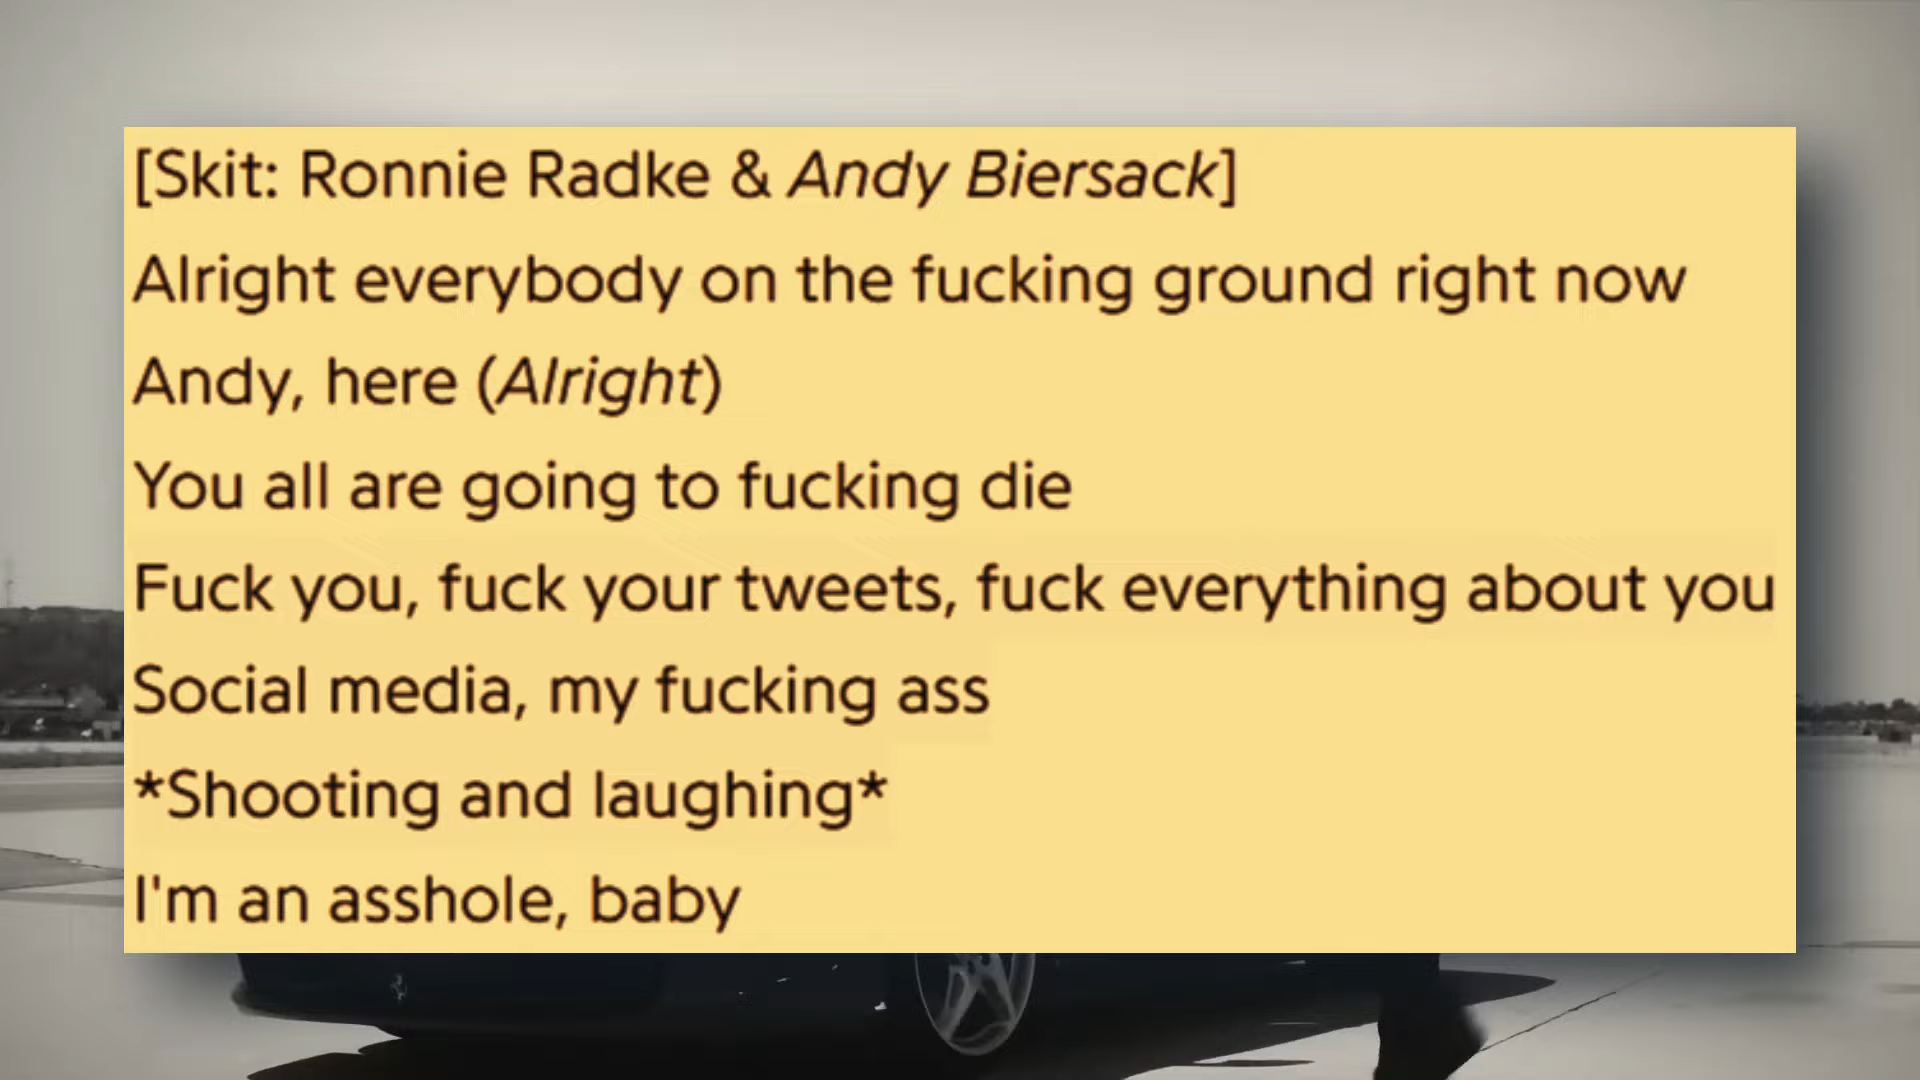 [Skit: Ronnie Radke & Andy Biersack]
Alright everybody on the fucking ground right now
Andy, here (Alright)
You all are going to fucking die
Fuck you, fuck your tweets, fuck everything about you
Social media, my fucking ass
*Shooting and laughing*
I'm an asshole, baby